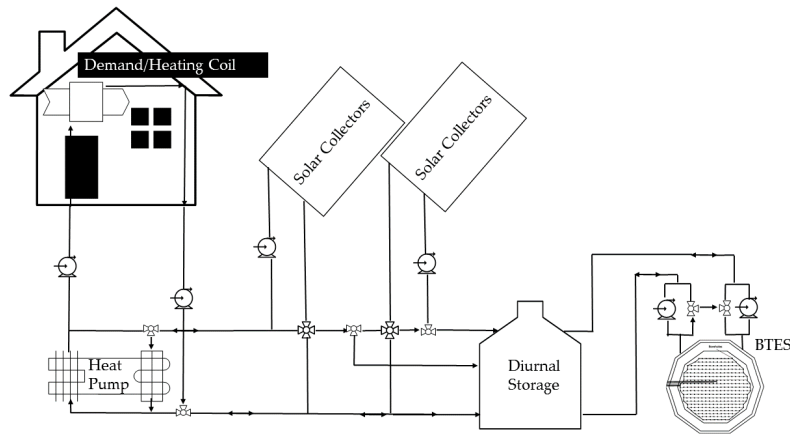 Demand/Heating Coil
Solar Collectors
Solar Collectors
BTES
Heat
Pump
Diurnal
Storage